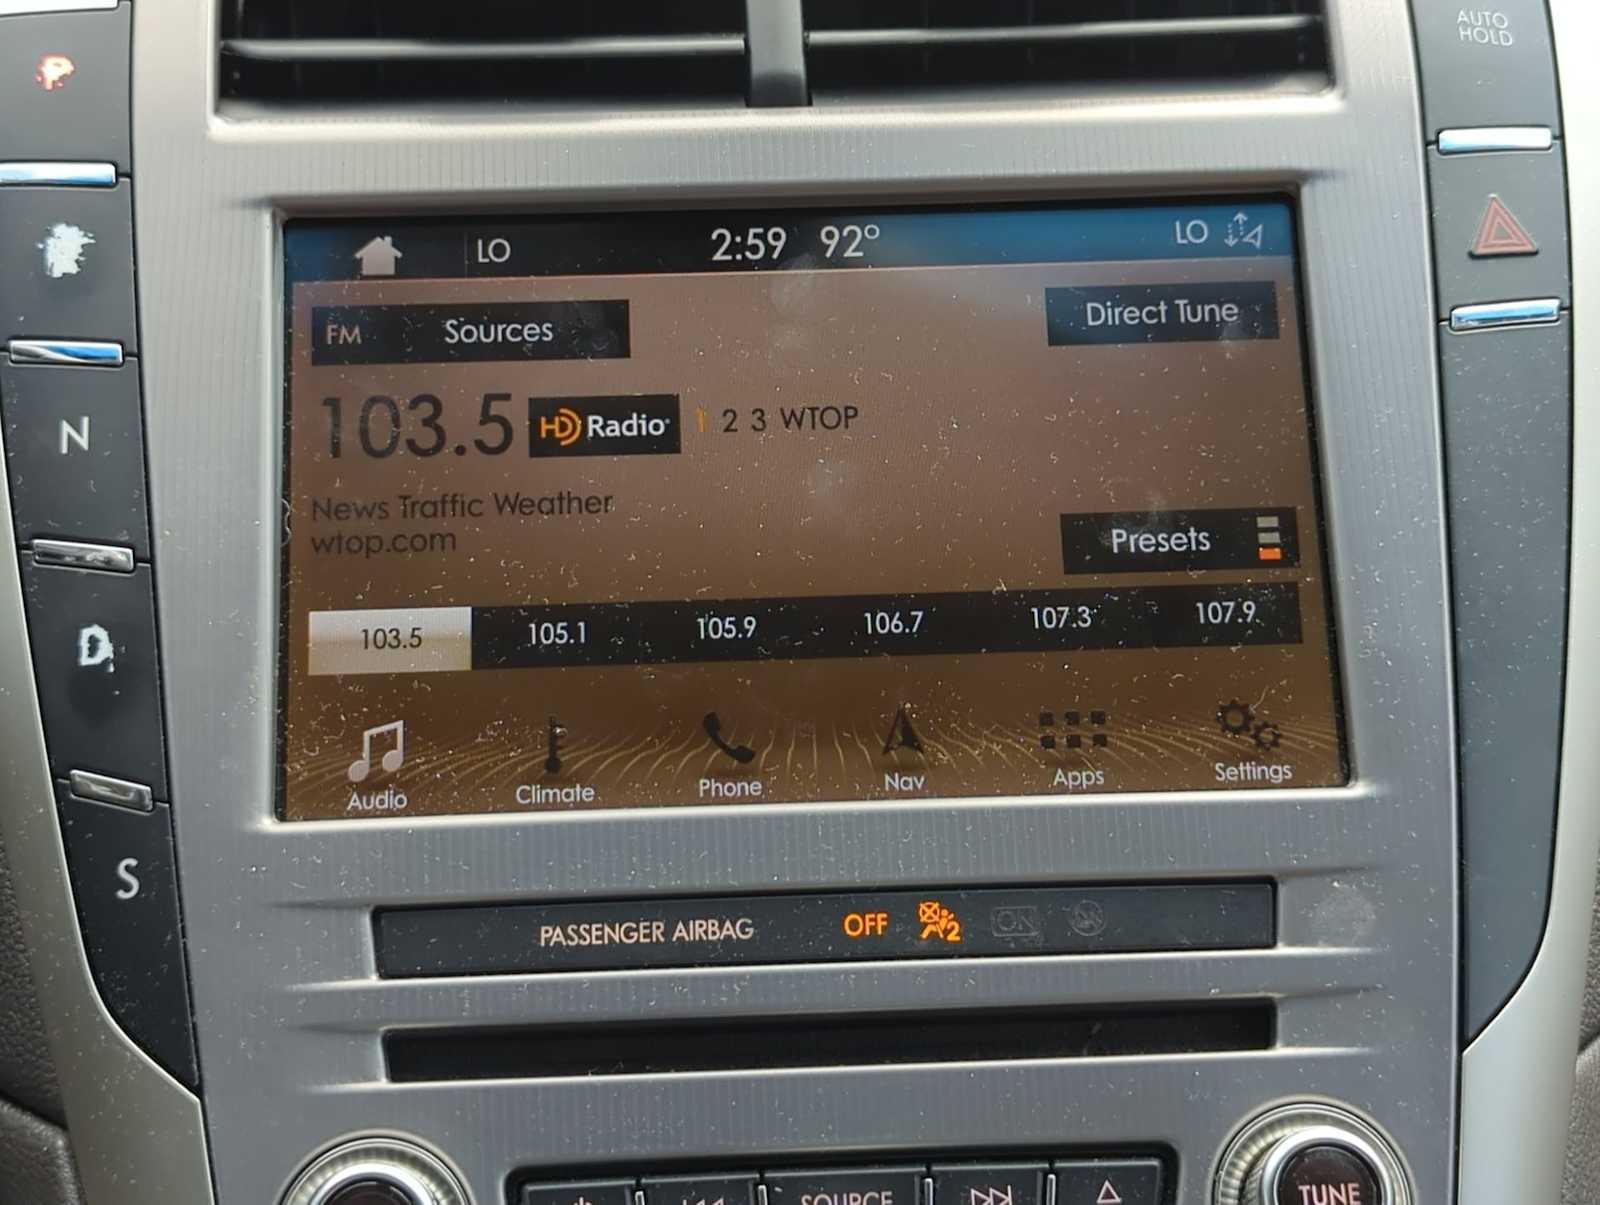 P
AUTO
HOLD
LO 2:59 92° LO
FM Sources
Direct Tune
103.5 HD Radio 1 2 3 WTOP
News Traffic Weather
wtop.com
Presets
103.5 105.1 105.9 106.7 107.3 107.9
Audio Climate Phone Nav Apps Settings
N
D
S
PASSENGER AIRBAG OFF 2 ON
SOURCE
TUNE